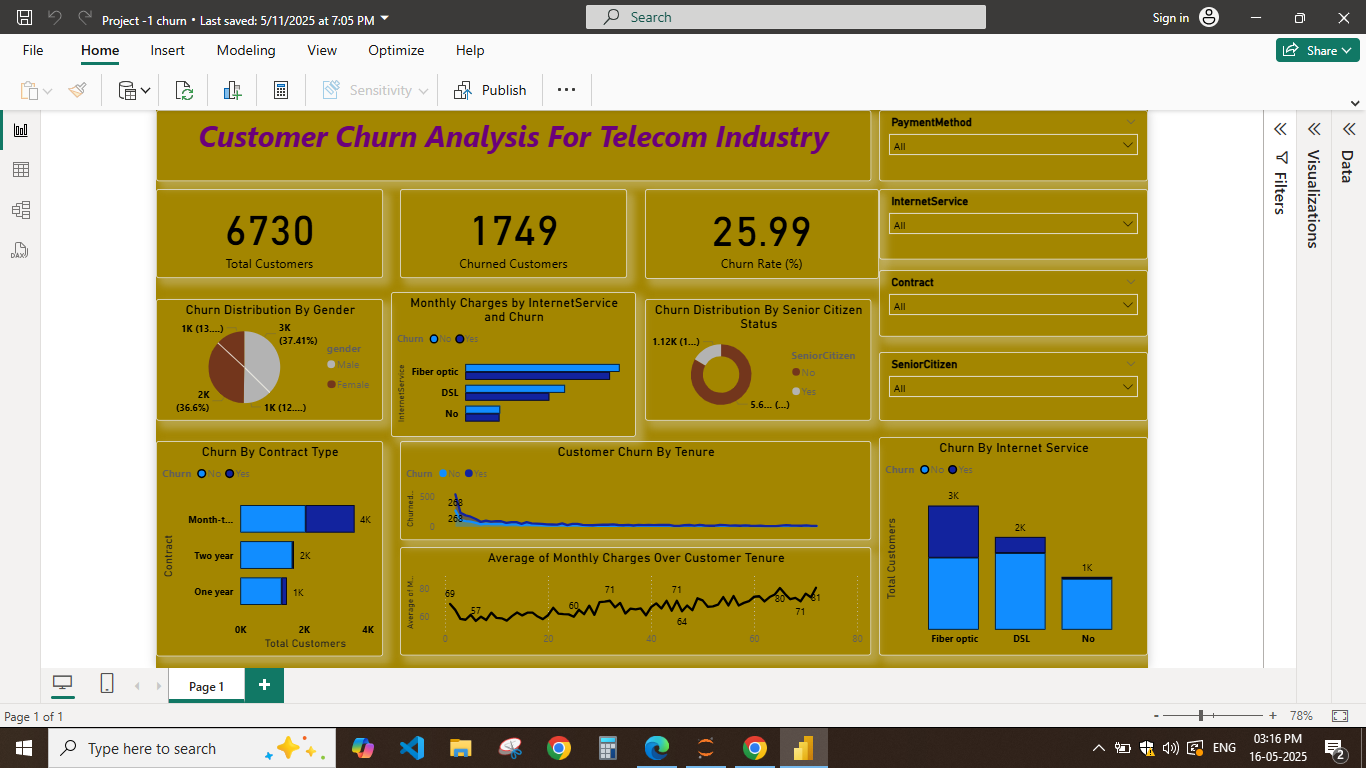 Project -1 churn • Last saved: 5/11/2025 at 7:05 PM
Search
Sign in
File
Home
Insert
Modeling
View
Optimize
Help
Share
Sensitivity
Publish
Customer Churn Analysis For Telecom Industry
PaymentMethod
All
6730
Total Customers
1749
Churned Customers
25.99
Churn Rate (%)
InternetService
All
Contract
All
SeniorCitizen
All
Churn Distribution By Gender
1K (13....)
3K
(37.41%)
gender
Male
Female
2K
(36.6%)
1K (12....)
Monthly Charges by InternetService
and Churn
Churn No Yes
InternetService
Fiber optic
DSL
No
Churn Distribution By Senior Citizen
Status
1.12K (1...)
SeniorCitizen
No
Yes
5.6... (...)
Churn By Contract Type
Churn No Yes
Contract
Month-t...
4K
Two year
2K
One year
1K
0K 2K 4K
Total Customers
Customer Churn By Tenure
Churn No Yes
Churned...
500
0
268
268
Average of Monthly Charges Over Customer Tenure
Average of M...
80
60
69
57
60
71
71
64
80
71
81
0 20 40 60 80
Churn By Internet Service
Churn No Yes
Total Customers
3K
2K
1K
Fiber optic DSL No
Filters
Visualizations
Data
Page 1
Page 1 of 1
- + 78%
Type here to search
ENG
03:16 PM
16-05-2025
2
DAX